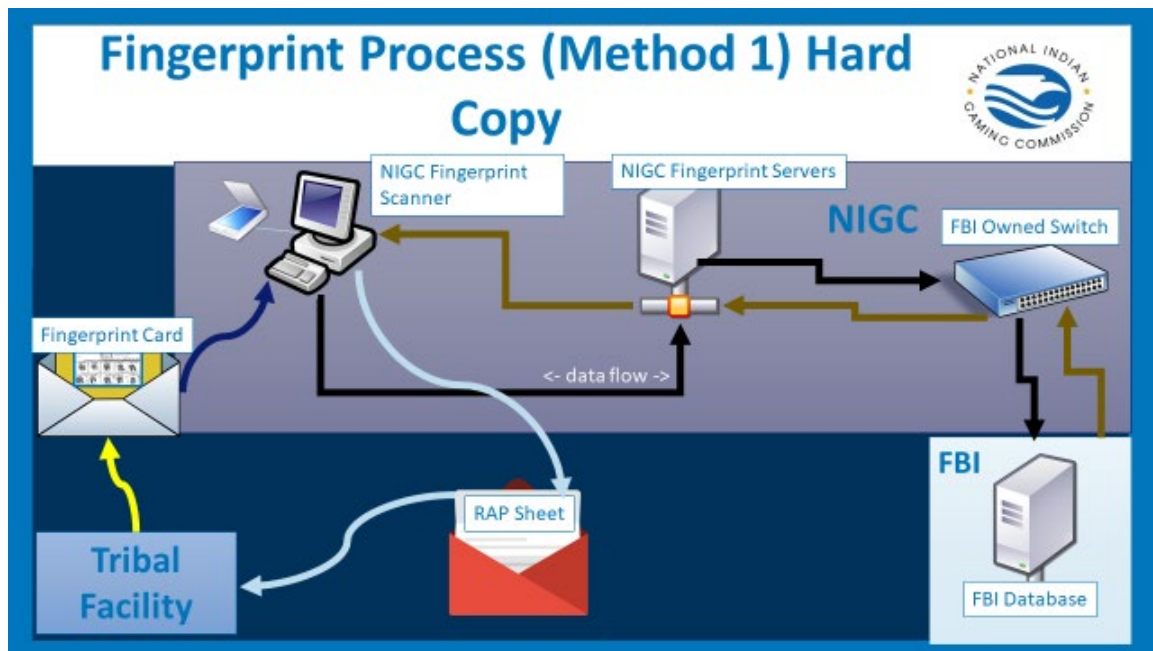 Fingerprint Process (Method 1) Hard
Copy
NATIONAL INDIAN
GAMING COMMISSION
NIGC Fingerprint
Scanner
NIGC Fingerprint Servers
NIGC
FBI Owned Switch
Fingerprint Card
<- data flow ->
FBI
RAP Sheet
Tribal
Facility
FBI Database